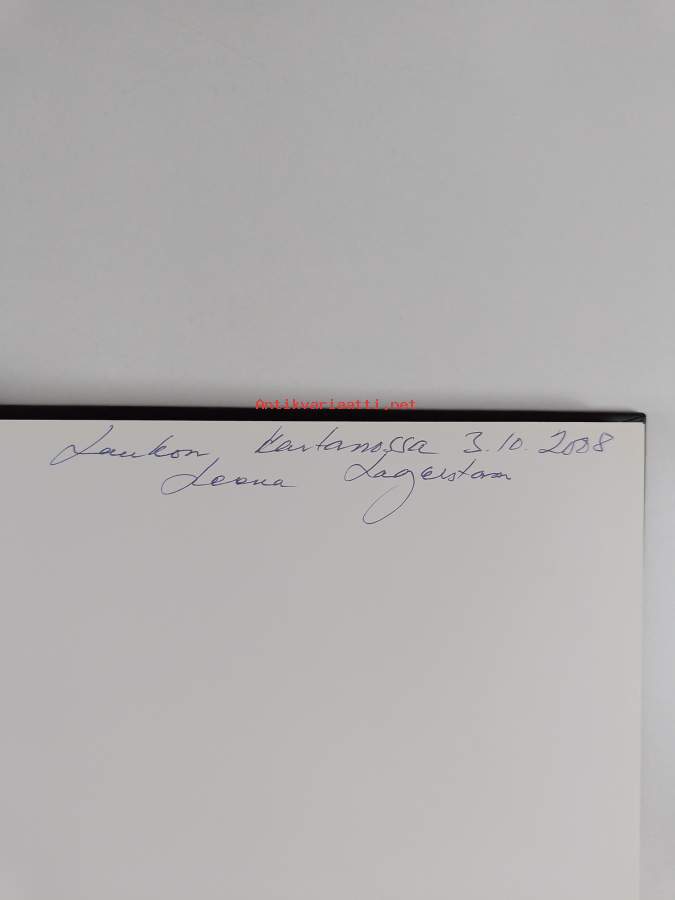 Antikvariaatti.net
Laukon Kartanossa 3.10.2008
Leena Lagerstam